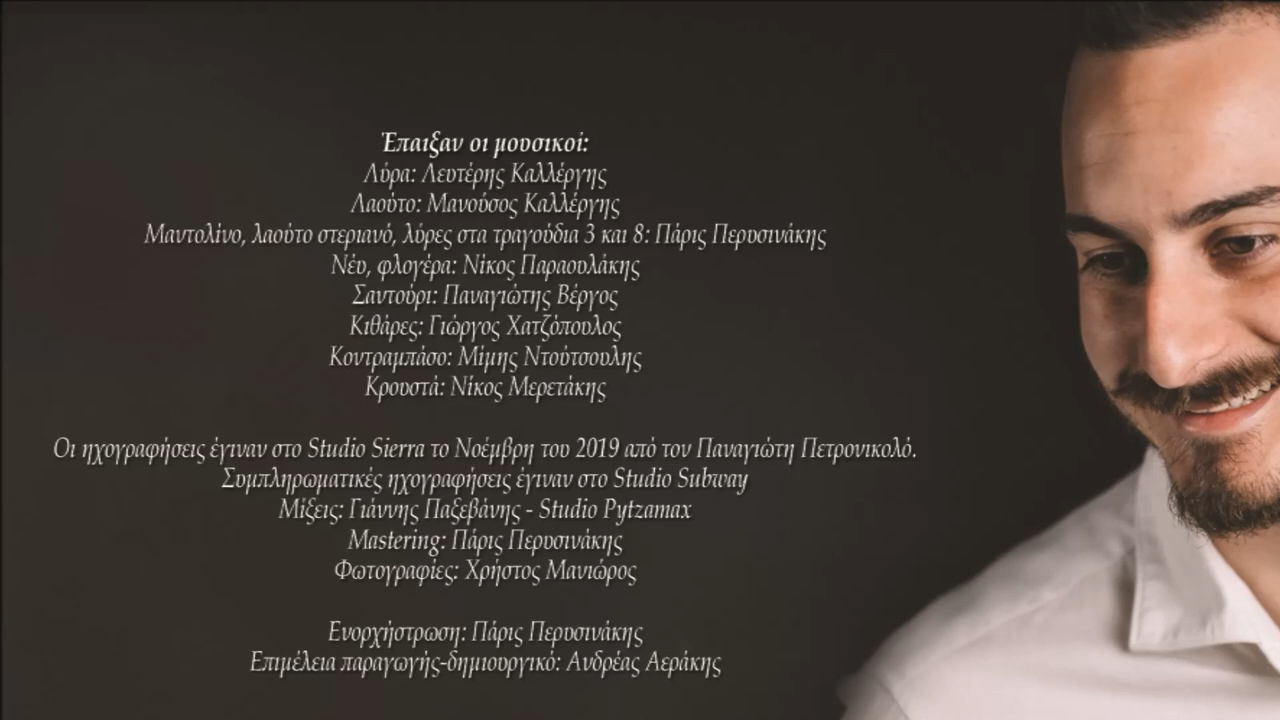 Έπαιξαν οι μουσικοί:
Λύρα: Λευτέρης Καλλέργης
Λαούτο: Μανούσος Καλλέργης
Μαντολίνο, λαούτο στεριανό, λύρες στα τραγούδια 3 και 8: Πάρις Περυσινάκης
Νέυ, φλογέρα: Νίκος Παραουλάκης
Σαντούρι: Παναγιώτης Βέργος
Κιθάρες: Γιώργος Χατζόπουλος
Κοντραμπάσο: Μίμης Ντούτσουλης
Κρουστά: Νίκος Μερετάκης
Οι ηχογραφήσεις έγιναν στο Studio Sierra το Νοέμβρη του 2019 από τον Παναγιώτη Πετρονικολό.
Συμπληρωματικές ηχογραφήσεις έγιναν στο Studio Subway
Μίξεις: Γιάννης Παξεβάνης - Studio Pytzamax
Mastering: Πάρις Περυσινάκης
Φωτογραφίες: Χρήστος Μανιώρος
Ενορχήστρωση: Πάρις Περυσινάκης
Επιμέλεια παραγωγής-δημιουργικό: Ανδρέας Αεράκης